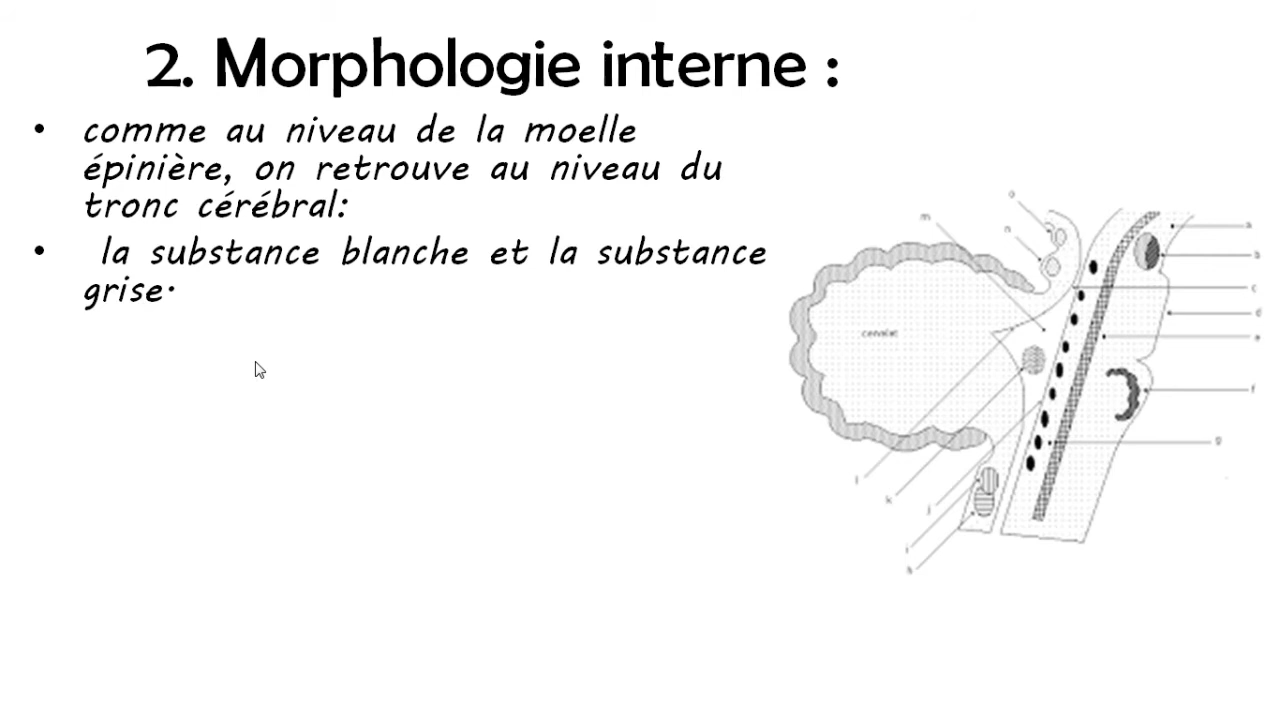 2. Morphologie interne :
• comme au niveau de la moelle
épinière, on retrouve au niveau du
tronc cérébral:
• la substance blanche et la substance
grise.
o
m
n
a
b
c
d
e
f
g
l
k
j
i
h